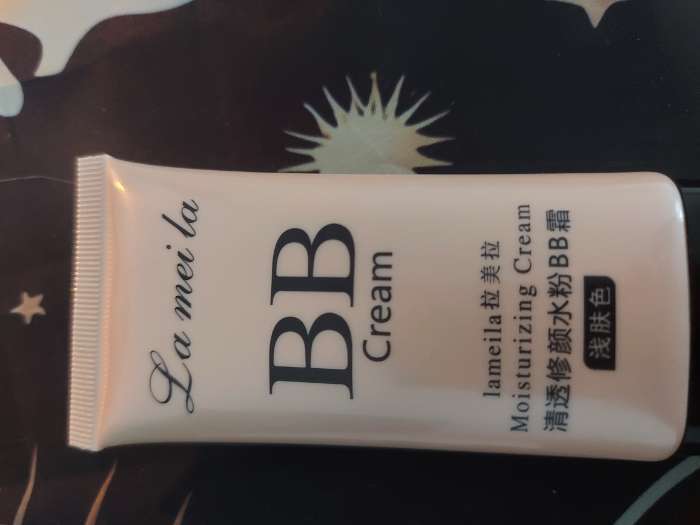 La mei la
BB
Cream
lameila拉美拉
Moisturizing Cream
清透修颜水粉BB霜
浅肤色